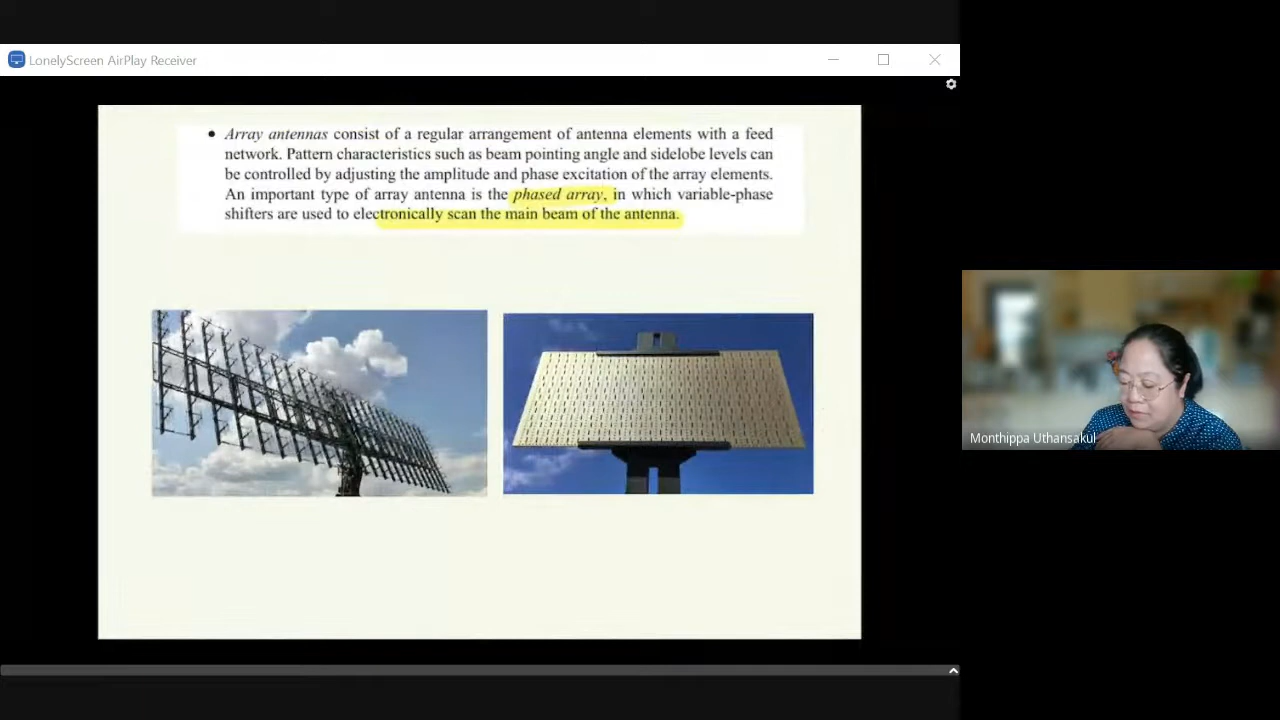 LonelyScreen AirPlay Receiver
• Array antennas consist of a regular arrangement of antenna elements with a feed
network. Pattern characteristics such as beam pointing angle and sidelobe levels can
be controlled by adjusting the amplitude and phase excitation of the array elements.
An important type of array antenna is the phased array, in which variable-phase
shifters are used to electronically scan the main beam of the antenna.
Monthippa Uthansakul